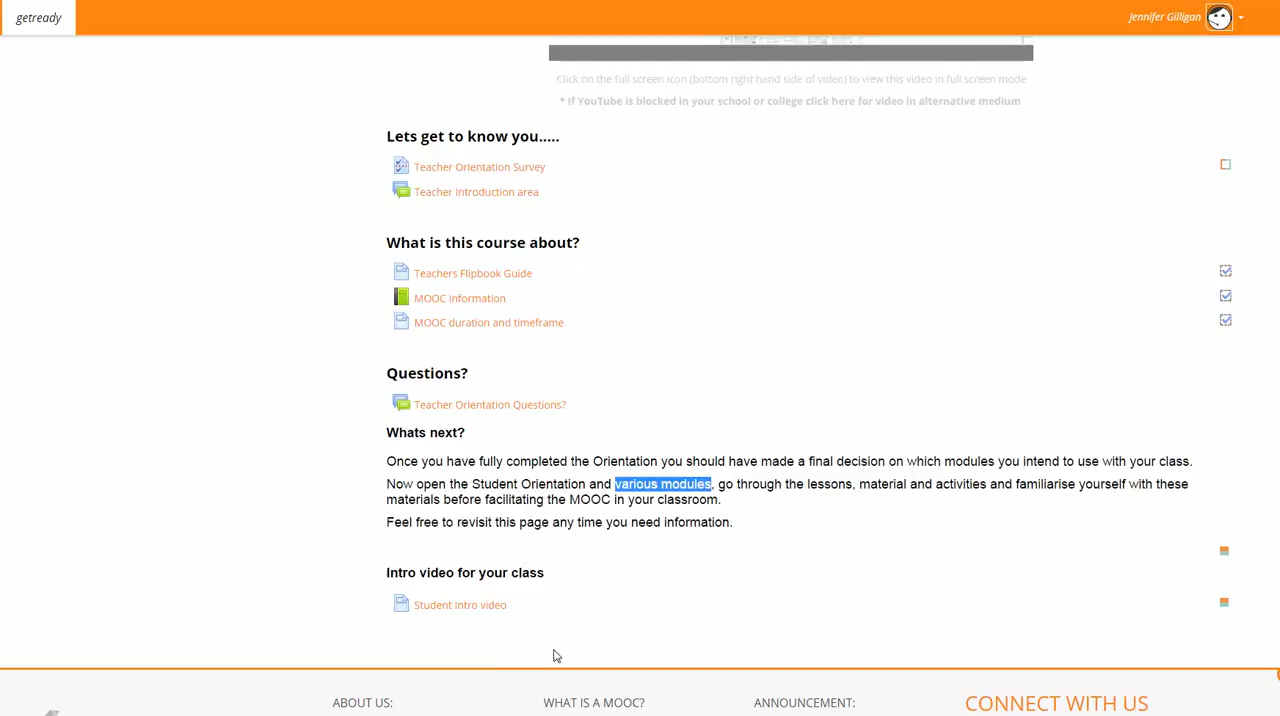 getready
Jennifer Gilligan
Click on the full screen icon (bottom right hand side of video) to view this video in full screen mode
* If YouTube is blocked in your school or college click here for video in alternative medium
Lets get to know you.....
Teacher Orientation Survey
Teacher Introduction area
What is this course about?
Teachers Flipbook Guide
MOOC Information
MOOC duration and timeframe
Questions?
Teacher Orientation Questions?
Whats next?
Once you have fully completed the Orientation you should have made a final decision on which modules you intend to use with your class.
Now open the Student Orientation and various modules, go through the lessons, material and activities and familiarise yourself with these
materials before facilitating the MOOC in your classroom.
Feel free to revisit this page any time you need information.
Intro video for your class
Student Intro video
ABOUT US:
WHAT IS A MOOC?
ANNOUNCEMENT:
CONNECT WITH US